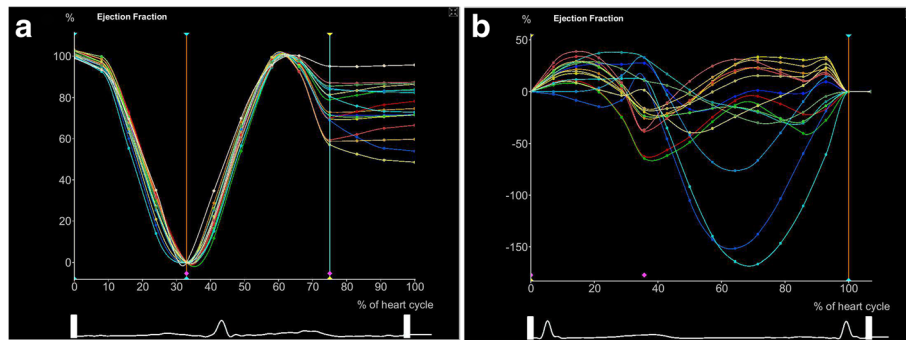 a
% Ejection Fraction
100
80
60
40
20
0
0 10 20 30 40 50 60 70 80 90 100
% of heart cycle
b
% Ejection Fraction
50
0
-50
-100
-150
0 20 40 60 80 100
% of heart cycle